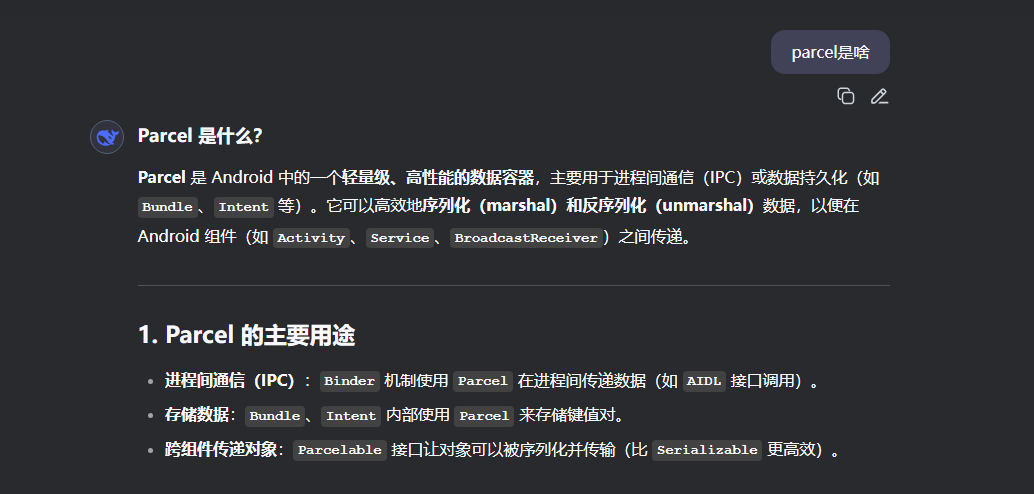 parcel是啥
Parcel 是什么?
Parcel 是 Android 中的一个轻量级、高性能的数据容器，主要用于进程间通信（IPC）或数据持久化（如
Bundle、Intent 等）。它可以高效地序列化（marshal）和反序列化（unmarshal）数据，以便在
Android 组件（如 Activity、Service、BroadcastReceiver）之间传递。
1. Parcel 的主要用途
• 进程间通信（IPC）：Binder 机制使用 Parcel 在进程间传递数据（如 AIDL 接口调用）。
• 存储数据：Bundle、Intent 内部使用 Parcel 来存储键值对。
• 跨组件传递对象：Parcelable 接口让对象可以被序列化并传输（比 Serializable 更高效）。